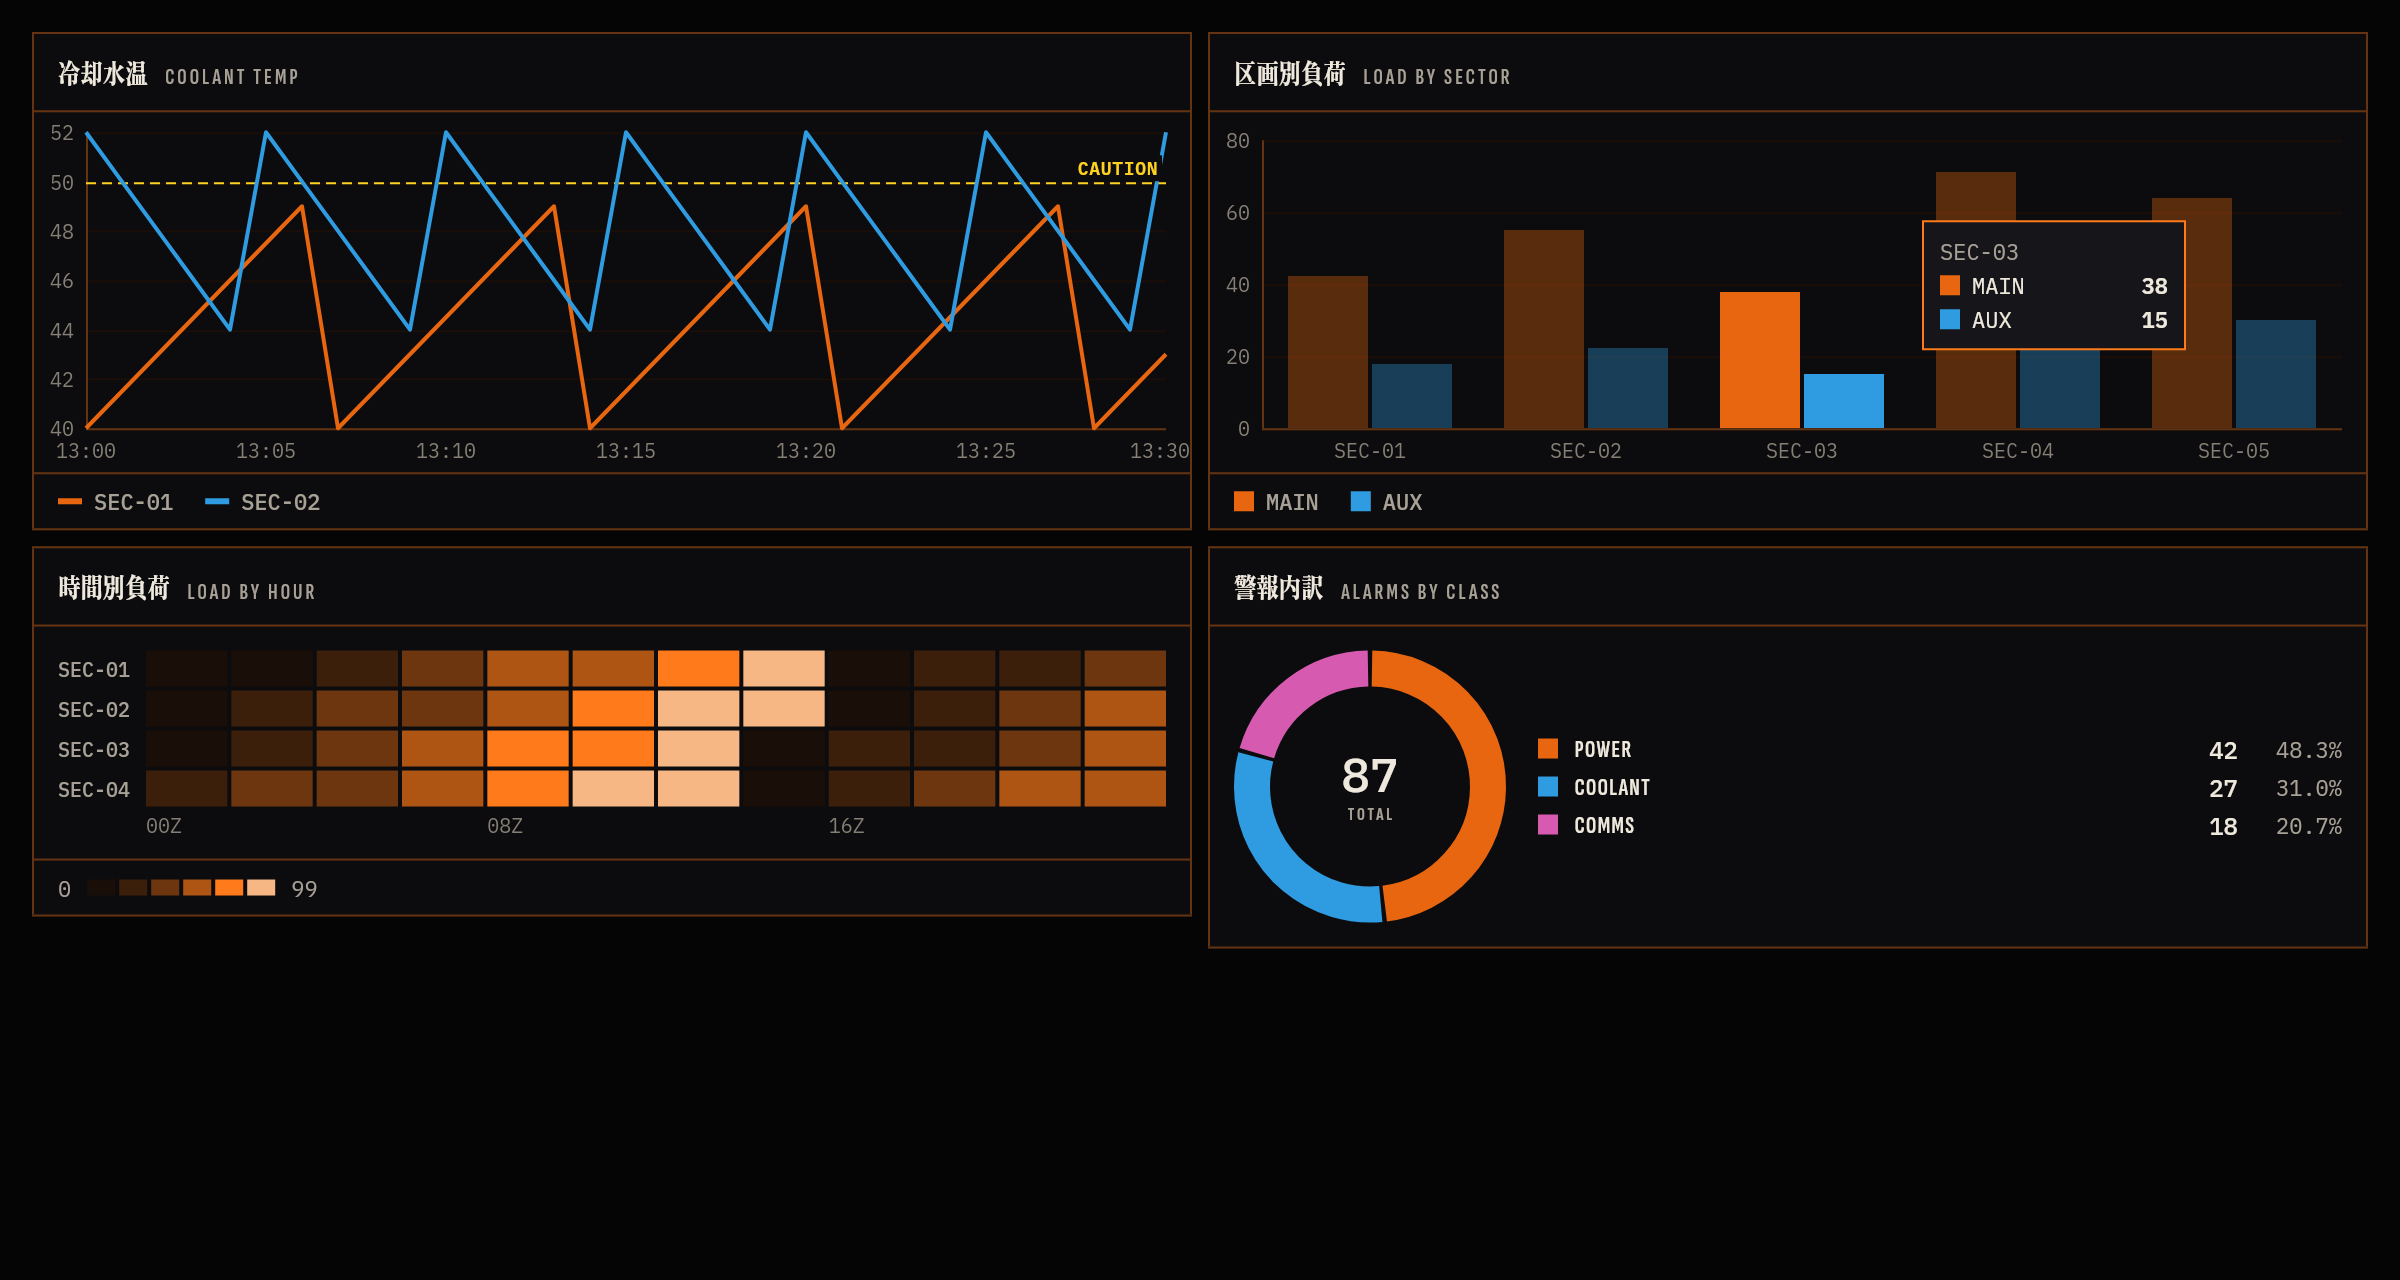 冷却水温 COOLANT TEMP
52
50
48
46
44
42
40
CAUTION
13:00 13:05 13:10 13:15 13:20 13:25 13:30
SEC-01 SEC-02
区画別負荷 LOAD BY SECTOR
80
60
40
20
0
SEC-03
MAIN 38
AUX 15
SEC-01 SEC-02 SEC-03 SEC-04 SEC-05
MAIN AUX
時間別負荷 LOAD BY HOUR
SEC-01
SEC-02
SEC-03
SEC-04
00Z 08Z 16Z
0 99
警報内訳 ALARMS BY CLASS
87
TOTAL
POWER 42 48.3%
COOLANT 27 31.0%
COMMS 18 20.7%